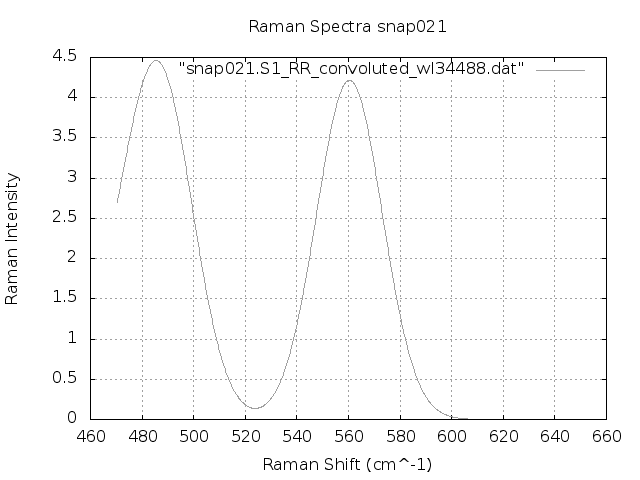 Raman Spectra snap021
"snap021.S1_RR_convoluted_wl34488.dat"
Raman Intensity
4.5
4
3.5
3
2.5
2
1.5
1
0.5
0
460 480 500 520 540 560 580 600 620 640 660
Raman Shift (cm^-1)